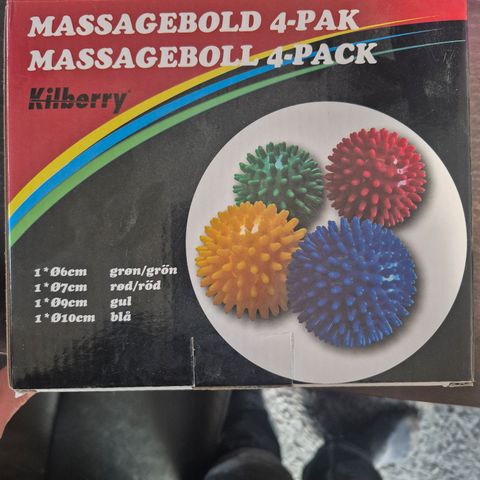 MASSAGEBOLD 4-PAK
MASSAGEBOLL 4-PACK
Kilberry
1 * Ø6cm grøn/grön
1 * Ø7cm rød/röd
1 * Ø9cm gul
1 * Ø10cm blå